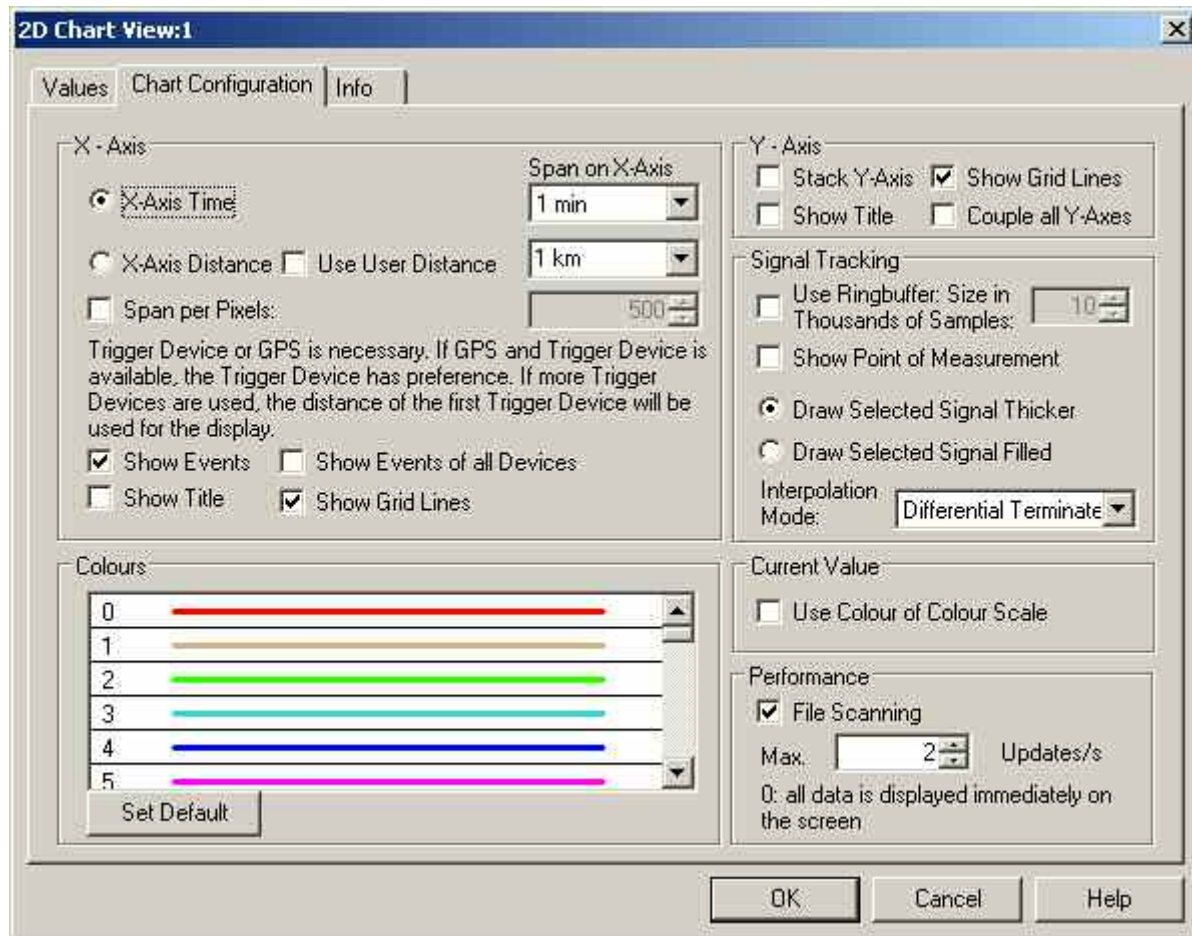 2D Chart View:1
Values
Chart Configuration
Info
X - Axis
Span on X-Axis
X-Axis Time
1 min
X-Axis Distance
Use User Distance
1 km
Span per Pixels:
500
Trigger Device or GPS is necessary. If GPS and Trigger Device is
available, the Trigger Device has preference. If more Trigger
Devices are used, the distance of the first Trigger Device will be
used for the display.
Show Events
Show Events of all Devices
Show Title
Show Grid Lines
Y - Axis
Stack Y-Axis
Show Grid Lines
Show Title
Couple all Y-Axes
Signal Tracking
Use Ringbuffer: Size in
Thousands of Samples:
10
Show Point of Measurement
Draw Selected Signal Thicker
Draw Selected Signal Filled
Interpolation
Mode:
Differential Terminate
Colours
0
1
2
3
4
5
Set Default
Current Value
Use Colour of Colour Scale
Performance
File Scanning
Max.
2
Updates/s
0: all data is displayed immediately on
the screen
OK
Cancel
Help